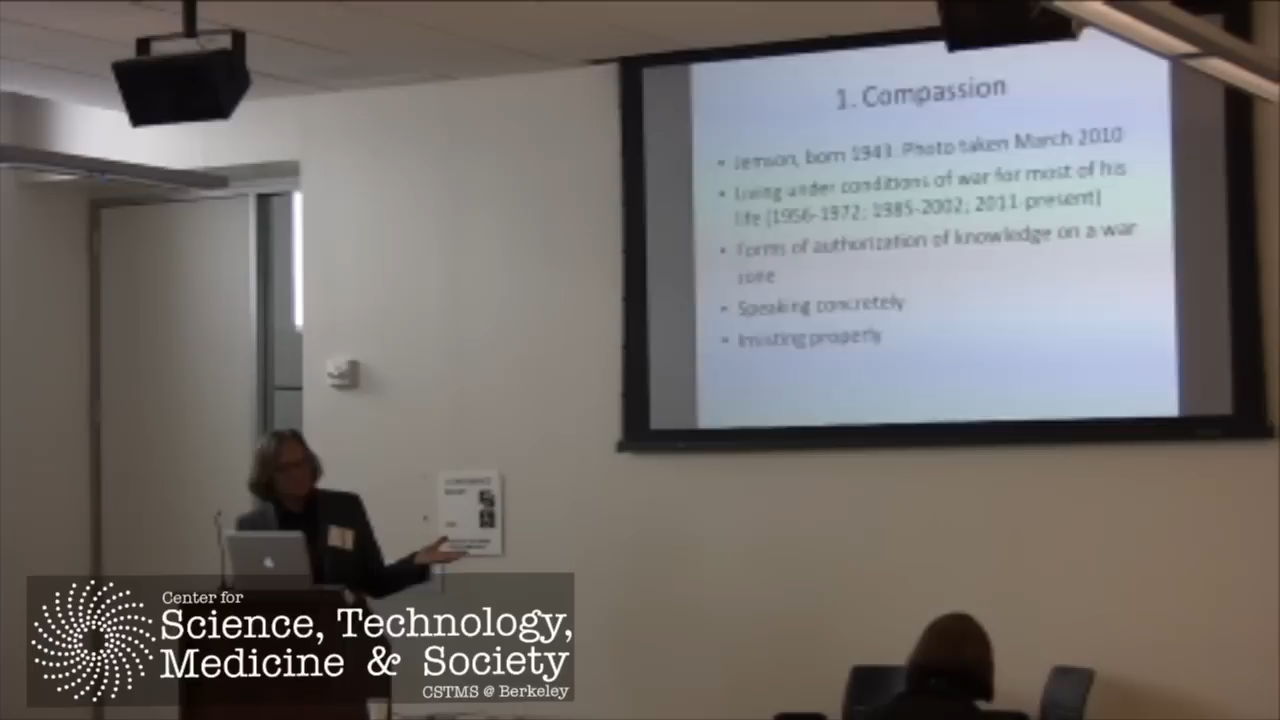 1. Compassion
• born 1943. Photo taken March 2010
• Living under conditions of war for most of his
life (1956-1972; 1985-2002; 2011-present)
• Forms of authorization of knowledge on a war
zone
• Speaking concretely
• Insisting properly
Center for
Science, Technology,
Medicine & Society
CSTMS @ Berkeley